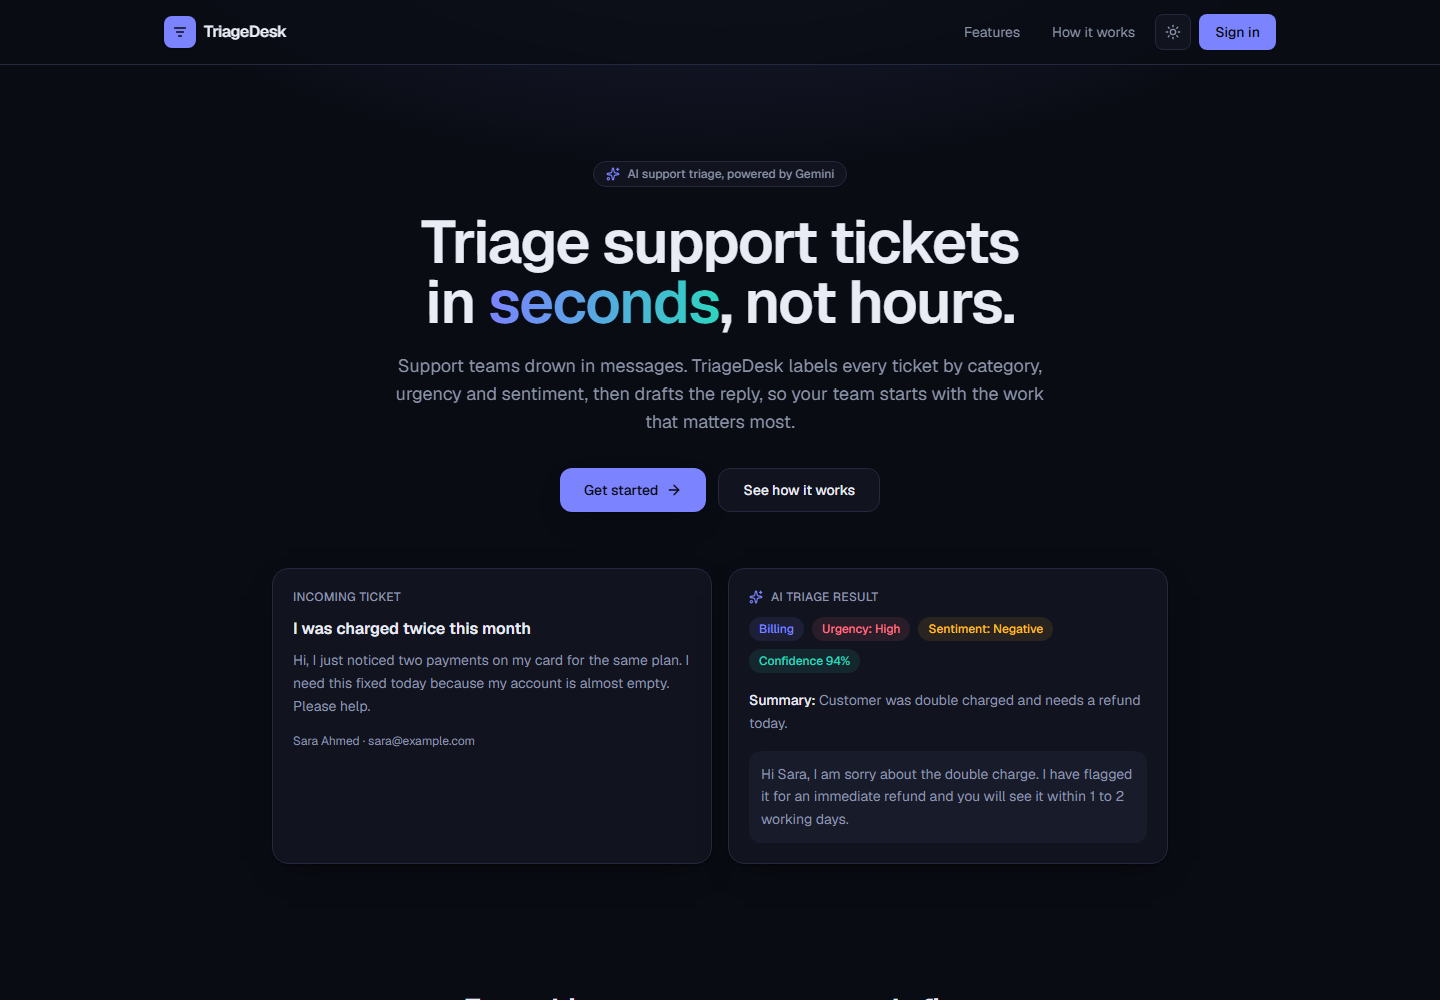 TriageDesk
Features
How it works
Sign in
AI support triage, powered by Gemini
Triage support tickets
in seconds, not hours.
Support teams drown in messages. TriageDesk labels every ticket by category,
urgency and sentiment, then drafts the reply, so your team starts with the work
that matters most.
Get started
See how it works
INCOMING TICKET
I was charged twice this month
Hi, I just noticed two payments on my card for the same plan. I
need this fixed today because my account is almost empty.
Please help.
Sara Ahmed · sara@example.com
AI TRIAGE RESULT
Billing
Urgency: High
Sentiment: Negative
Confidence 94%
Summary: Customer was double charged and needs a refund
today.
Hi Sara, I am sorry about the double charge. I have flagged
it for an immediate refund and you will see it within 1 to 2
working days.